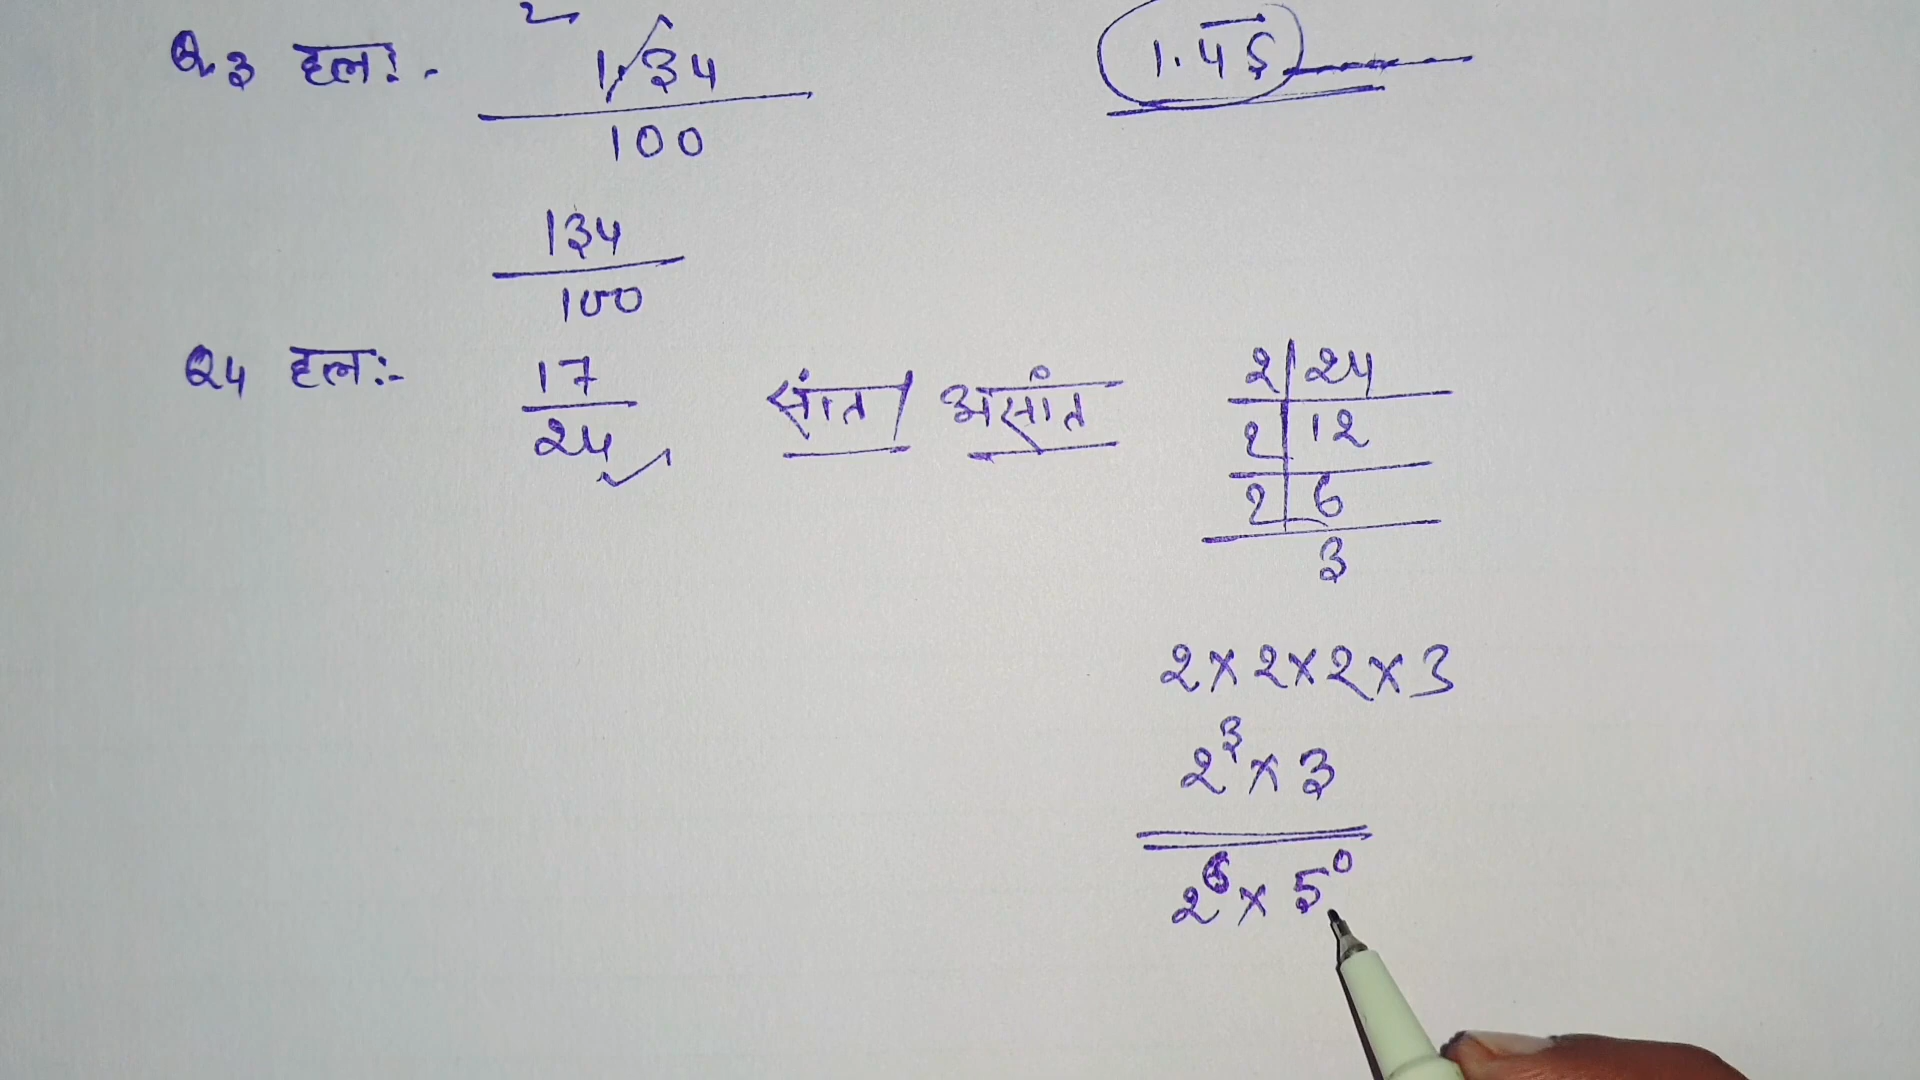 Q3 हलः- 1.34 1.45
100
134
100
Q4 हलः- 17 सांत / असांत 2 24
24 2 12
2 6
3
2 x 2 x 2 x 3
2³ x 3
2⁶ x 5⁰